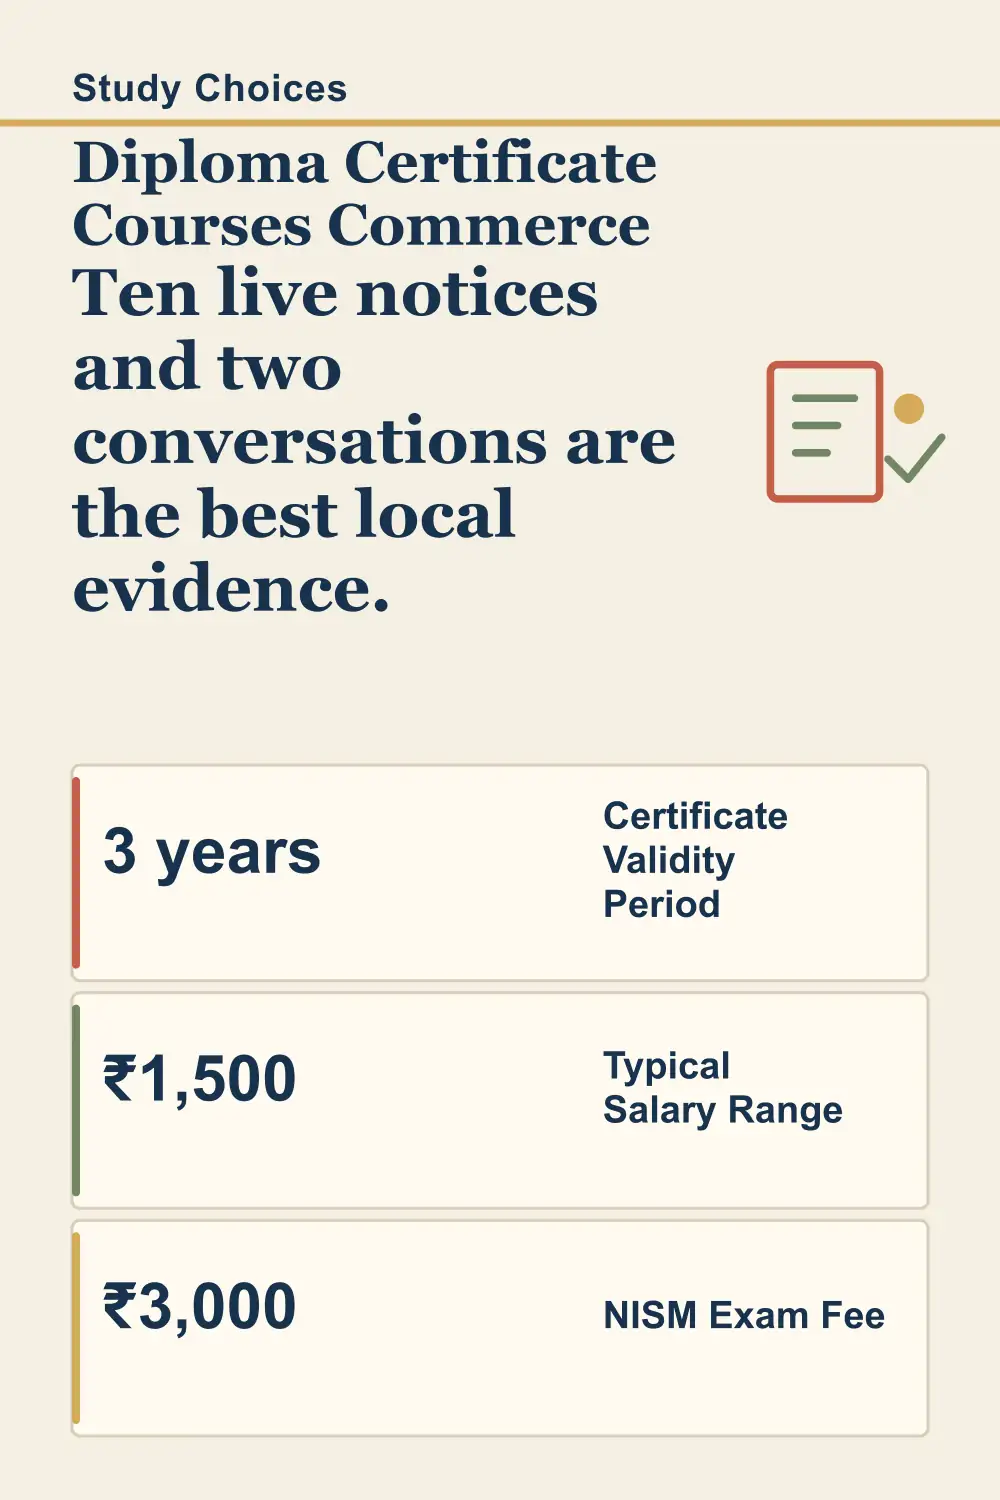 Study Choices
Diploma Certificate
Courses Commerce
Ten live notices
and two
conversations are
the best local
evidence.
3 years
Certificate
Validity
Period
₹1,500
Typical
Salary Range
₹3,000
NISM Exam Fee